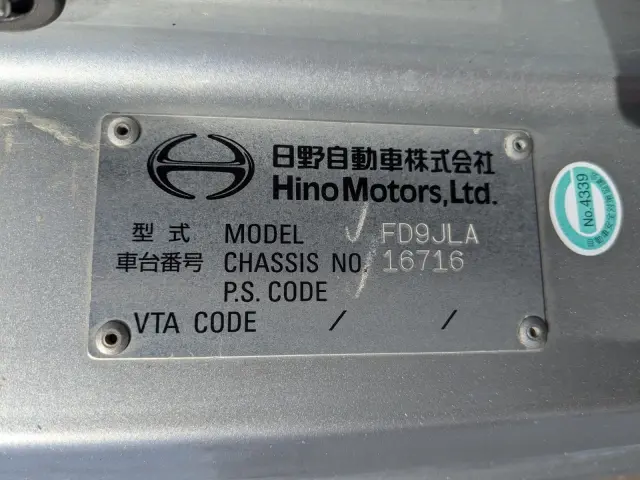 日野自動車株式会社
Hino Motors, Ltd.
型式 MODEL FD9JLA
車台番号 CHASSIS NO. 16716
P.S. CODE
VTA CODE / /
No.4339